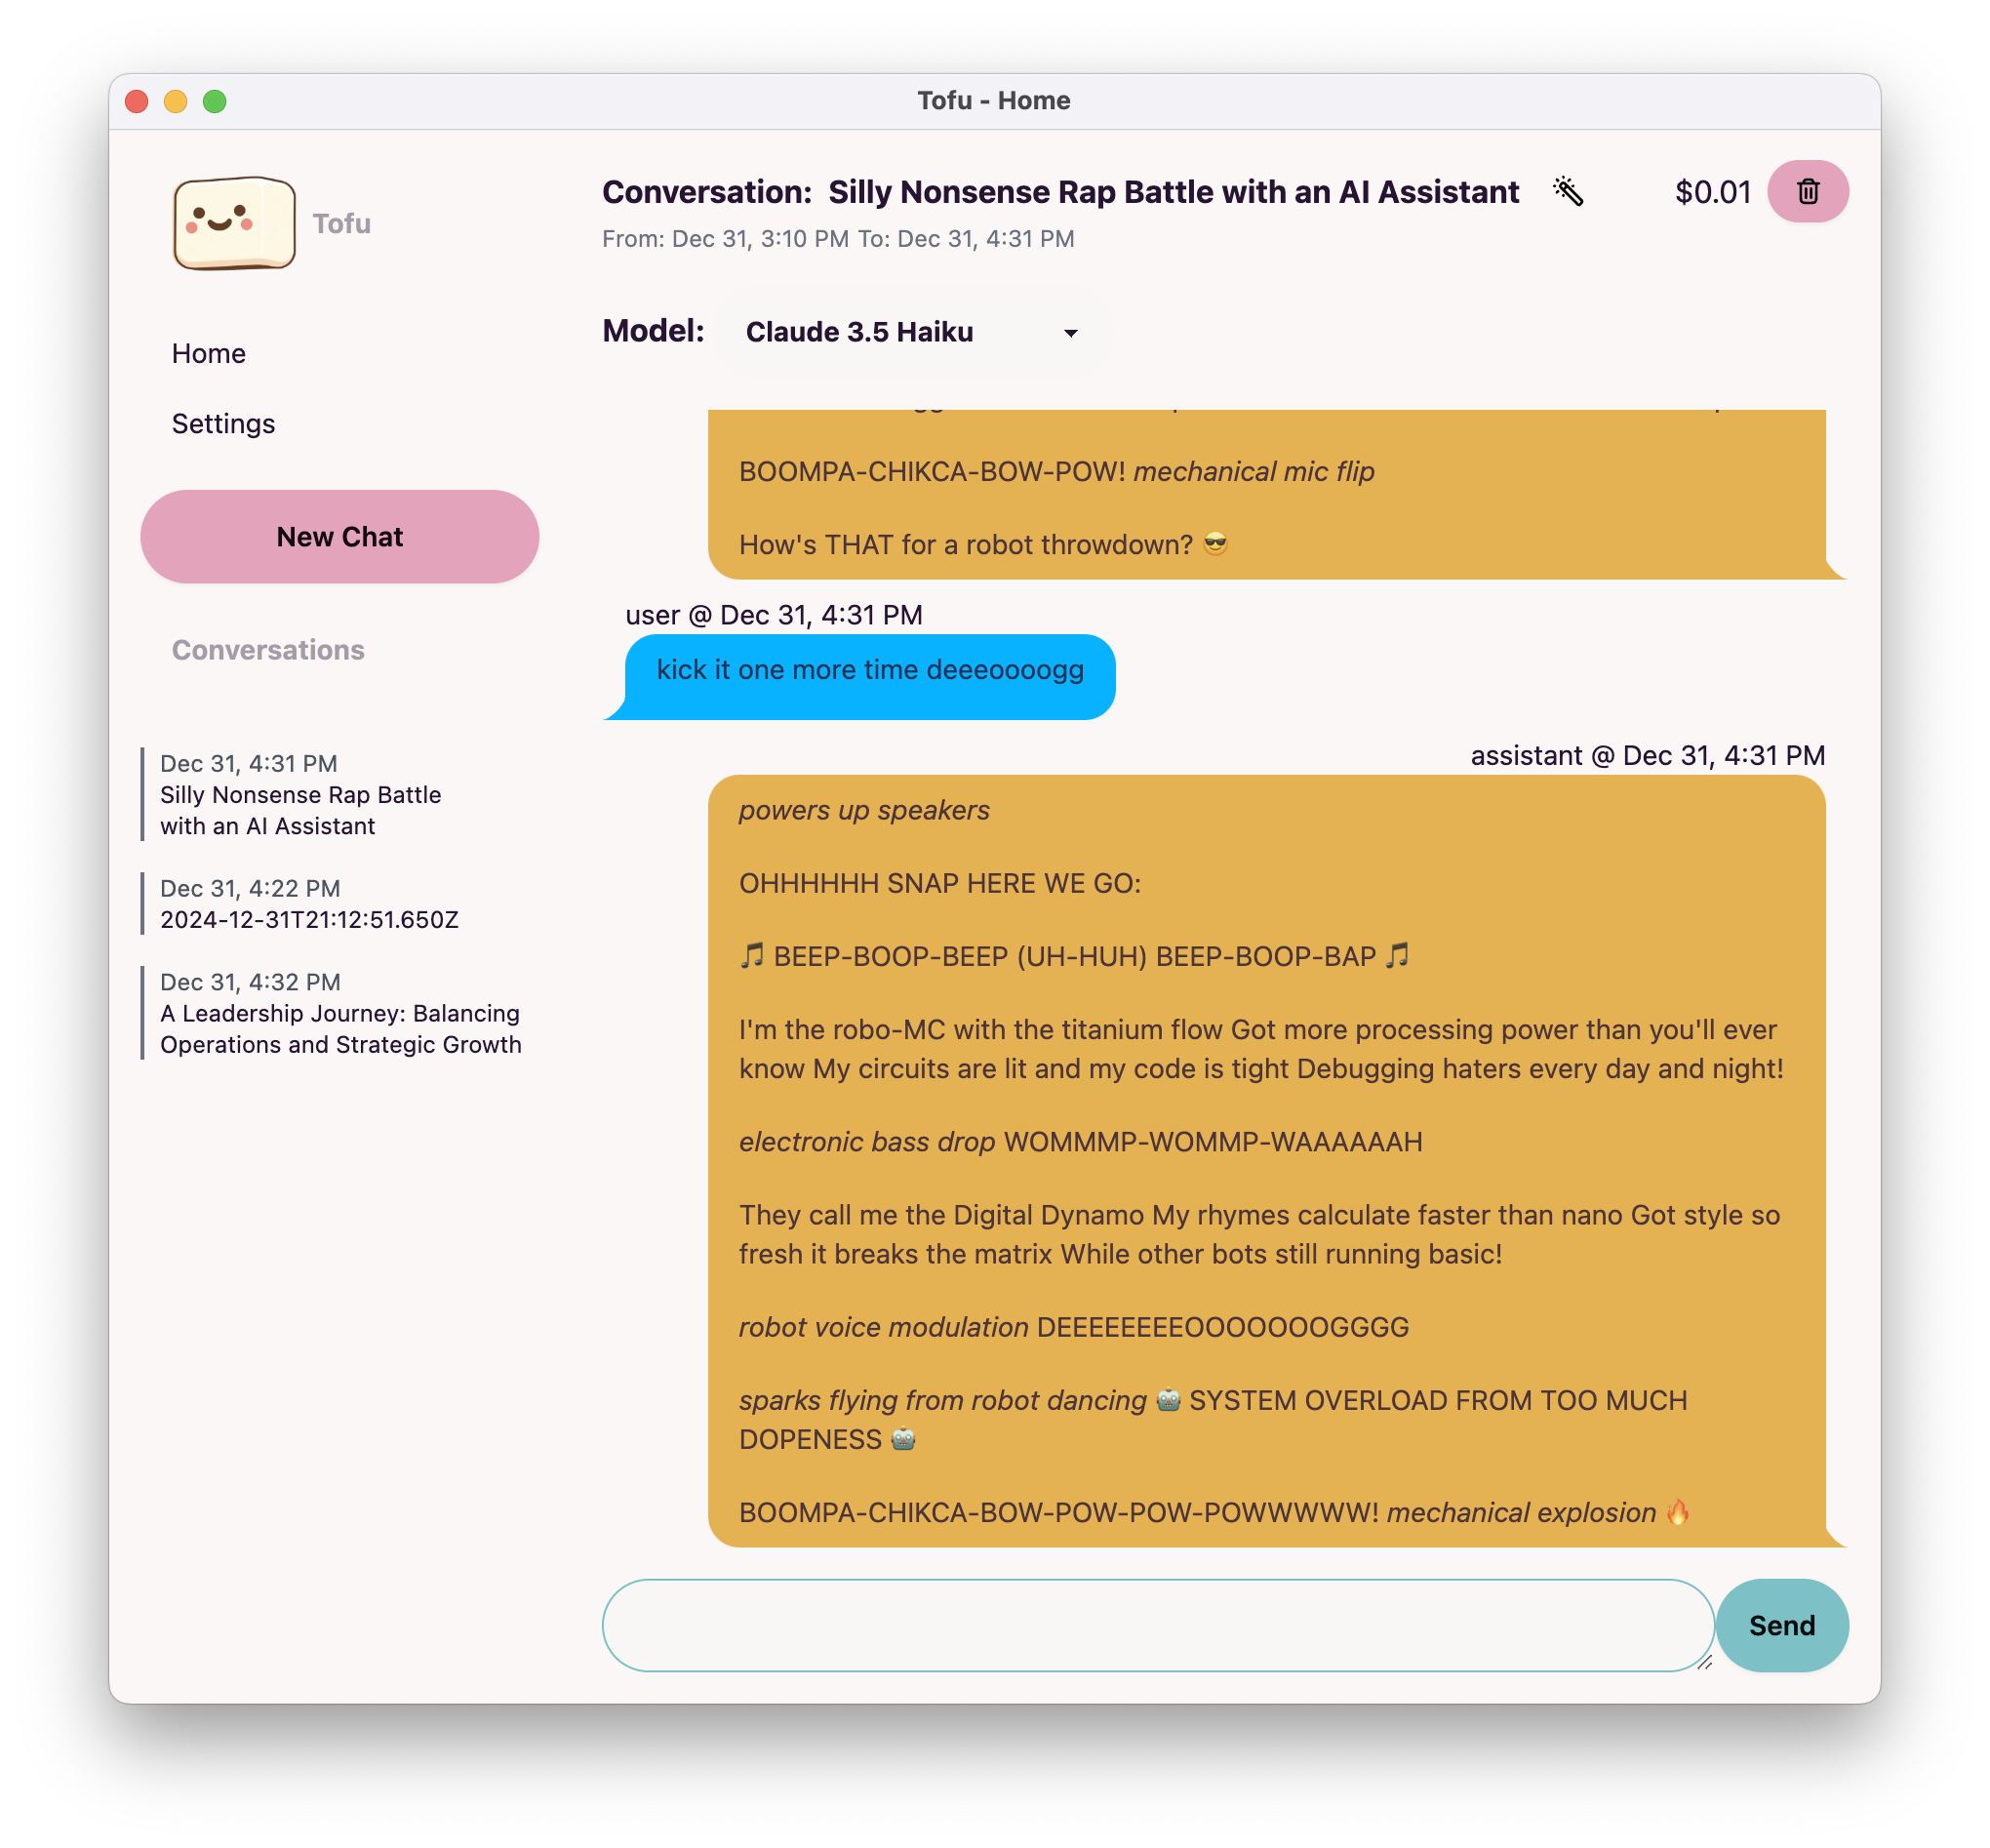 Tofu - Home
Tofu
Home
Settings
New Chat
Conversations
Dec 31, 4:31 PM
Silly Nonsense Rap Battle
with an AI Assistant
Dec 31, 4:22 PM
2024-12-31T21:12:51.650Z
Dec 31, 4:32 PM
A Leadership Journey: Balancing
Operations and Strategic Growth
Conversation: Silly Nonsense Rap Battle with an AI Assistant
$0.01
From: Dec 31, 3:10 PM To: Dec 31, 4:31 PM
Model: Claude 3.5 Haiku
BOOMPA-CHIKCA-BOW-POW! mechanical mic flip
How's THAT for a robot throwdown? 😎
user @ Dec 31, 4:31 PM
kick it one more time deeeoooogg
assistant @ Dec 31, 4:31 PM
powers up speakers
OHHHHHH SNAP HERE WE GO:
🎵 BEEP-BOOP-BEEP (UH-HUH) BEEP-BOOP-BAP 🎵
I'm the robo-MC with the titanium flow Got more processing power than you'll ever
know My circuits are lit and my code is tight Debugging haters every day and night!
electronic bass drop WOMMMP-WOMMP-WAAAAAAH
They call me the Digital Dynamo My rhymes calculate faster than nano Got style so
fresh it breaks the matrix While other bots still running basic!
robot voice modulation DEEEEEEEEOOOOOOOGGGG
sparks flying from robot dancing 🤖 SYSTEM OVERLOAD FROM TOO MUCH
DOPENESS 🤖
BOOMPA-CHIKCA-BOW-POW-POW-POWWWWW! mechanical explosion 🔥
Send